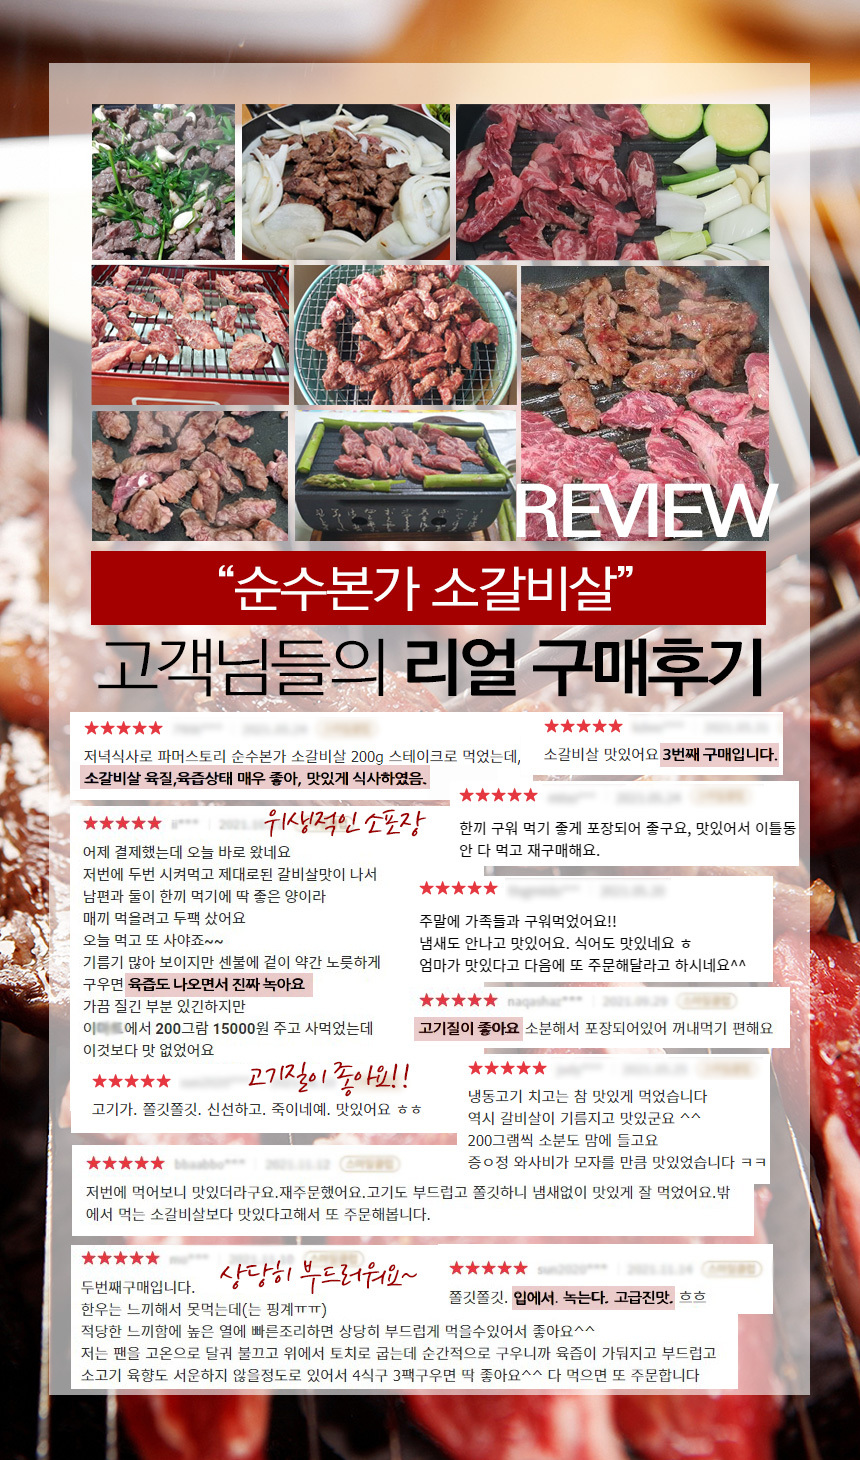 REVIEW
“순수본가 소갈비살”
고객님들의 리얼 구매후기
★★★★★
저녁식사로 파머스토리 순수본가 소갈비살 200g 스테이크로 먹었는데,
소갈비살 육질,육즙상태 매우 좋아, 맛있게 식사하였음.
★★★★★
소갈비살 맛있어요 3번째 구매입니다.
★★★★★
한끼 구워 먹기 좋게 포장되어 좋구요, 맛있어서 이틀동
안 다 먹고 재구매해요.
★★★★★
위생적인 소포장
어제 결제했는데 오늘 바로 왔네요
저번에 두번 시켜먹고 제대로된 갈비살맛이 나서
남편과 둘이 한끼 먹기에 딱 좋은 양이라
매끼 먹을려고 두팩 샀어요
오늘 먹고 또 사야죠~~
기름기 많아 보이지만 센불에 겉이 약간 노릇하게
구우면 육즙도 나오면서 진짜 녹아요
가끔 질긴 부분 있긴하지만
이에서 200그람 15000원 주고 사먹었는데
이것보다 맛 없었어요
★★★★★
주말에 가족들과 구워먹었어요!!
냄새도 안나고 맛있어요. 식어도 맛있네요 ㅎ
엄마가 맛있다고 다음에 또 주문해달라고 하시네요^^
★★★★★
고기질이 좋아요 소분해서 포장되어있어 꺼내먹기 편해요
★★★★★
고기질이 좋아요!!
고기가. 쫄깃쫄깃. 신선하고. 죽이네예. 맛있어요 ㅎㅎ
★★★★★
냉동고기 치고는 참 맛있게 먹었습니다
역시 갈비살이 기름지고 맛있군요 ^^
200그램씩 소분도 맘에 들고요
증ㅇ정 와사비가 모자를 만큼 맛있었습니다 ㅋㅋ
★★★★★
저번에 먹어보니 맛있더라구요.재주문했어요.고기도 부드럽고 쫄깃하니 냄새없이 맛있게 잘 먹었어요.밖
에서 먹는 소갈비살보다 맛있다고해서 또 주문해봅니다.
★★★★★
상당히 부드러워요~
두번째구매입니다.
한우는 느끼해서 못먹는데(는 핑계ㅠㅠ)
적당한 느끼함에 높은 열에 빠른조리하면 상당히 부드럽게 먹을수있어서 좋아요^^
저는 팬을 고온으로 달궈 불끄고 위에서 토치로 굽는데 순간적으로 구우니까 육즙이 가둬지고 부드럽고
소고기 육향도 서운하지 않을정도로 있어서 4식구 3팩구우면 딱 좋아요^^ 다 먹으면 또 주문합니다
★★★★★
쫄깃쫄깃. 입에서. 녹는다. 고급진맛. 흐흐